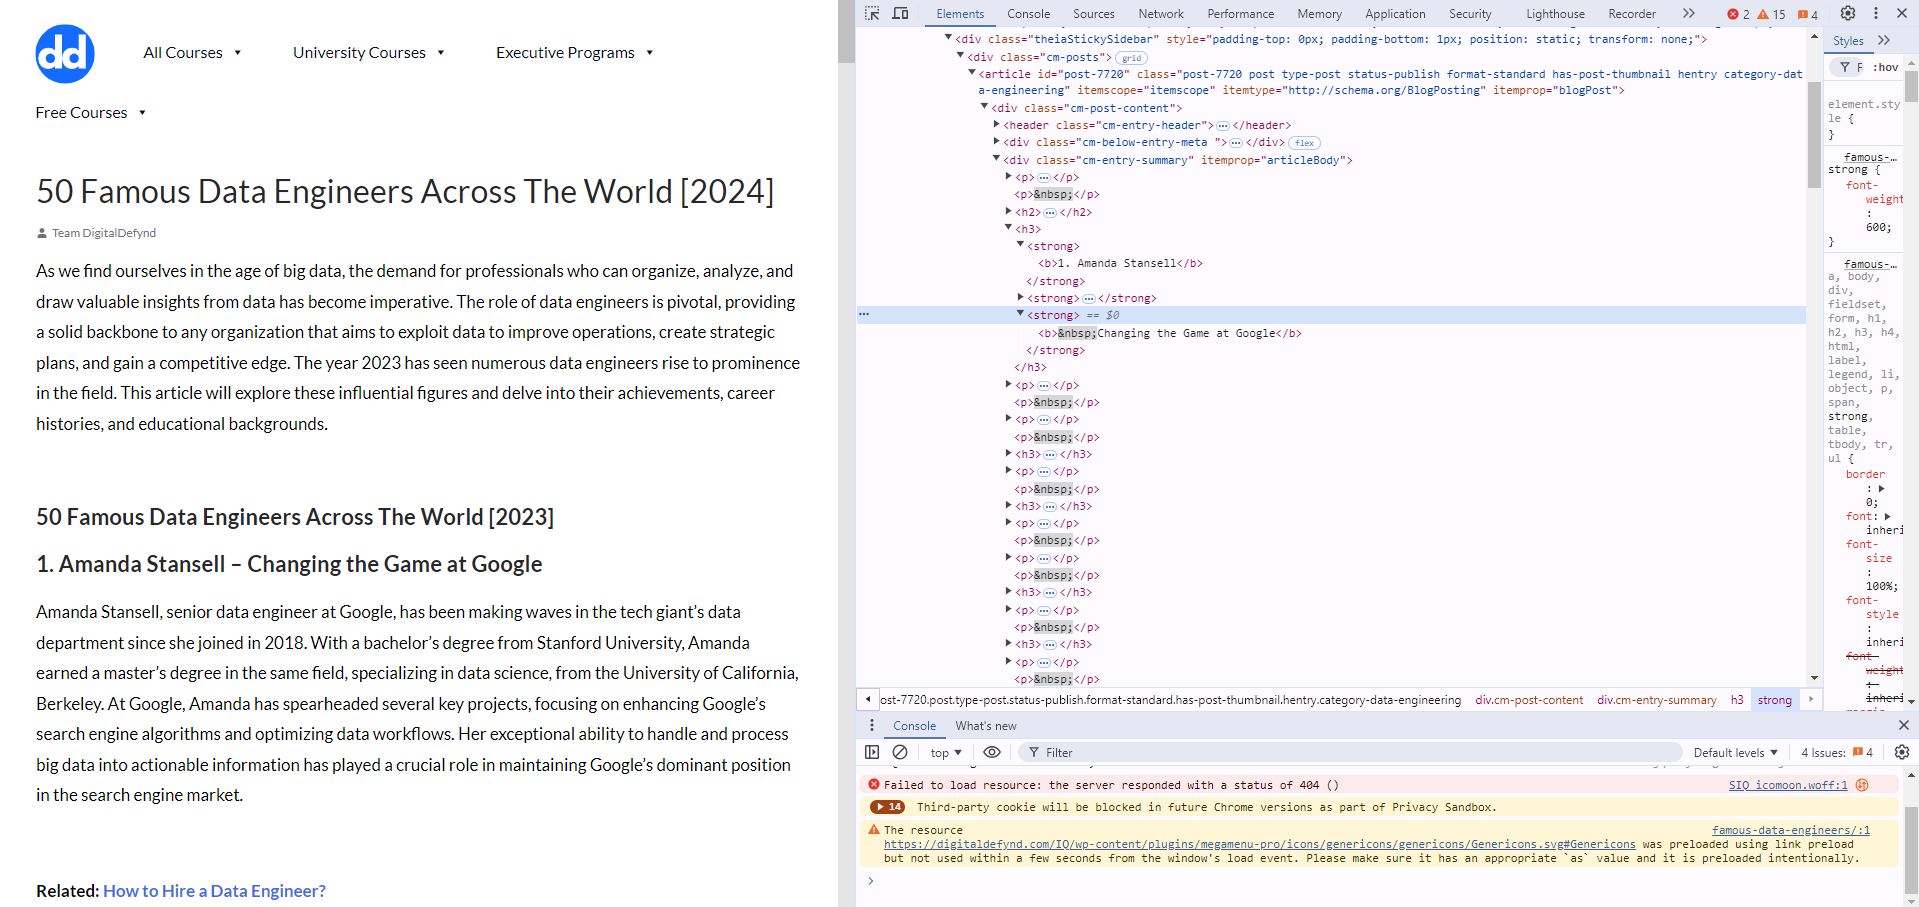 dd
All Courses
University Courses
Executive Programs
Free Courses
50 Famous Data Engineers Across The World [2024]
Team DigitalDefynd
As we find ourselves in the age of big data, the demand for professionals who can organize, analyze, and
draw valuable insights from data has become imperative. The role of data engineers is pivotal, providing
a solid backbone to any organization that aims to exploit data to improve operations, create strategic
plans, and gain a competitive edge. The year 2023 has seen numerous data engineers rise to prominence
in the field. This article will explore these influential figures and delve into their achievements, career
histories, and educational backgrounds.
50 Famous Data Engineers Across The World [2023]
1. Amanda Stansell – Changing the Game at Google
Amanda Stansell, senior data engineer at Google, has been making waves in the tech giant’s data
department since she joined in 2018. With a bachelor’s degree from Stanford University, Amanda
earned a master’s degree in the same field, specializing in data science, from the University of California,
Berkeley. At Google, Amanda has spearheaded several key projects, focusing on enhancing Google’s
search engine algorithms and optimizing data workflows. Her exceptional ability to handle and process
big data into actionable information has played a crucial role in maintaining Google’s dominant position
in the search engine market.
Related: How to Hire a Data Engineer?
Elements Console Sources Network Performance Memory Application Security Lighthouse Recorder 2 15 4
<div class="theiaStickySidebar" style="padding-top: 0px; padding-bottom: 1px; position: static; transform: none;">
<div class="cm-posts"> grid
<article id="post-7720" class="post-7720 post type-post status-publish format-standard has-post-thumbnail hentry category-dat
a-engineering" itemscope="itemscope" itemtype="http://schema.org/BlogPosting" itemprop="blogPost">
<div class="cm-post-content">
<header class="cm-entry-header">…</header>
<div class="cm-below-entry-meta ">…</div> flex
<div class="cm-entry-summary" itemprop="articleBody">
<p>…</p>
<p>&nbsp;</p>
<h2>…</h2>
<h3>
<strong>
<b>1. Amanda Stansell</b>
</strong>
<strong>…</strong>
<strong> == $0
<b>&nbsp;Changing the Game at Google</b>
</strong>
</h3>
<p>…</p>
<p>&nbsp;</p>
<p>…</p>
<p>&nbsp;</p>
<h3>…</h3>
<p>…</p>
<p>&nbsp;</p>
<h3>…</h3>
<p>…</p>
<p>&nbsp;</p>
<p>…</p>
<p>&nbsp;</p>
<h3>…</h3>
<p>…</p>
<p>&nbsp;</p>
<h3>…</h3>
<p>…</p>
<p>&nbsp;</p>
ost-7720.post.type-post.status-publish.format-standard.has-post-thumbnail.hentry.category-data-engineering div.cm-post-content div.cm-entry-summary h3 strong
Styles
F :hov
element.sty
le {
}
famous-…
strong {
font-
weight
:
600;
}
famous-…
a, body,
div,
fieldset,
form, h1,
h2, h3, h4,
html,
label,
legend, li,
object, p,
span,
strong,
table,
tbody, tr,
ul {
border
:
0;
font:
inheri
font-
size
:
100%;
font-
style
:
inheri
font-
weight
:
inheri
Console What's new
top Filter Default levels 4 Issues: 4
Failed to load resource: the server responded with a status of 404 () SIQ_icomoon.woff:1
14 Third-party cookie will be blocked in future Chrome versions as part of Privacy Sandbox.
The resource famous-data-engineers/:1
https://digitaldefynd.com/IQ/wp-content/plugins/megamenu-pro/icons/genericons/genericons/Genericons.svg#Genericons was preloaded using link preload
but not used within a few seconds from the window's load event. Please make sure it has an appropriate `as` value and it is preloaded intentionally.